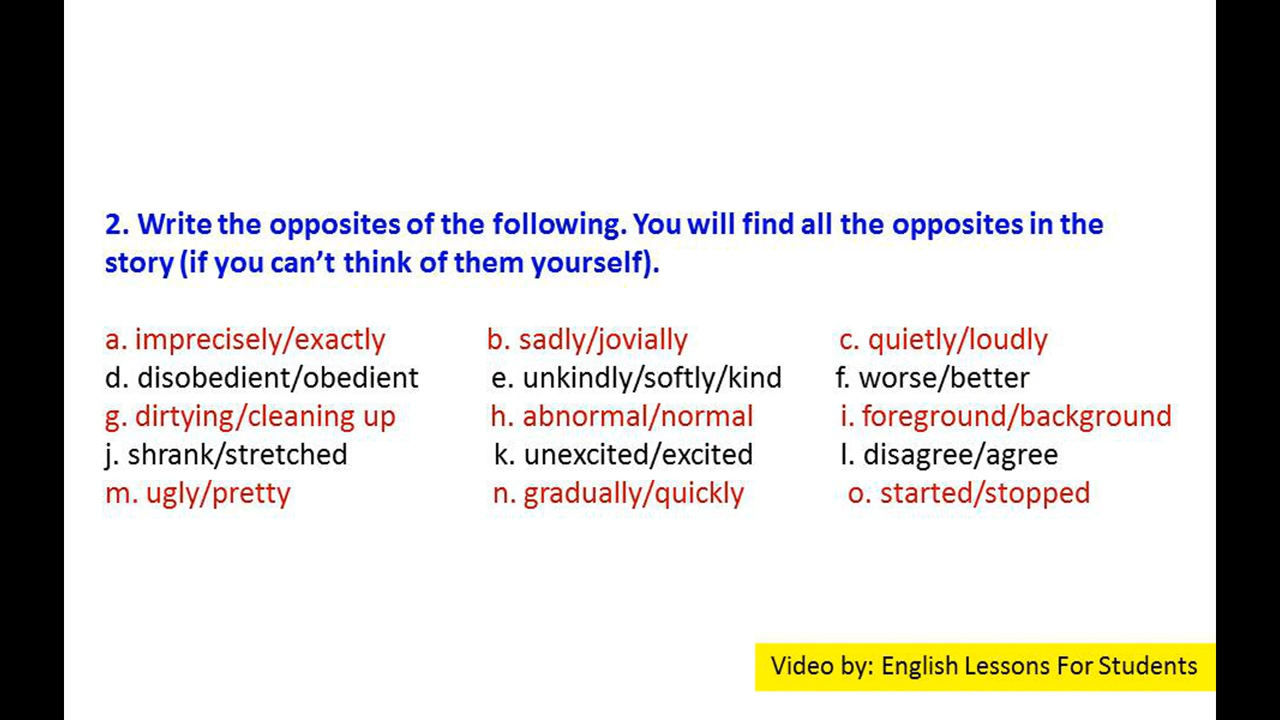 2. Write the opposites of the following. You will find all the opposites in the
story (if you can’t think of them yourself).
a. imprecisely/exactly b. sadly/jovially c. quietly/loudly
d. disobedient/obedient e. unkindly/softly/kind f. worse/better
g. dirtying/cleaning up h. abnormal/normal i. foreground/background
j. shrank/stretched k. unexcited/excited l. disagree/agree
m. ugly/pretty n. gradually/quickly o. started/stopped
Video by: English Lessons For Students